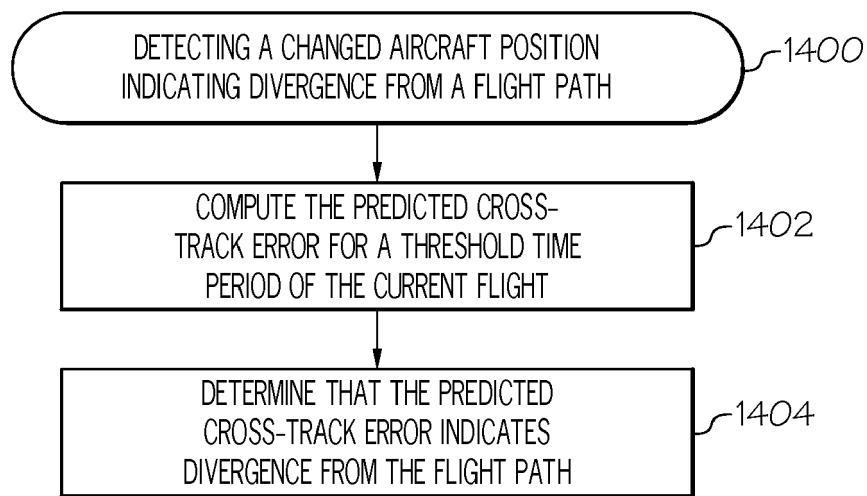 DETECTING A CHANGED AIRCRAFT POSITION
INDICATING DIVERGENCE FROM A FLIGHT PATH
1400
COMPUTE THE PREDICTED CROSS-
TRACK ERROR FOR A THRESHOLD TIME
PERIOD OF THE CURRENT FLIGHT
1402
DETERMINE THAT THE PREDICTED
CROSS-TRACK ERROR INDICATES
DIVERGENCE FROM THE FLIGHT PATH
1404